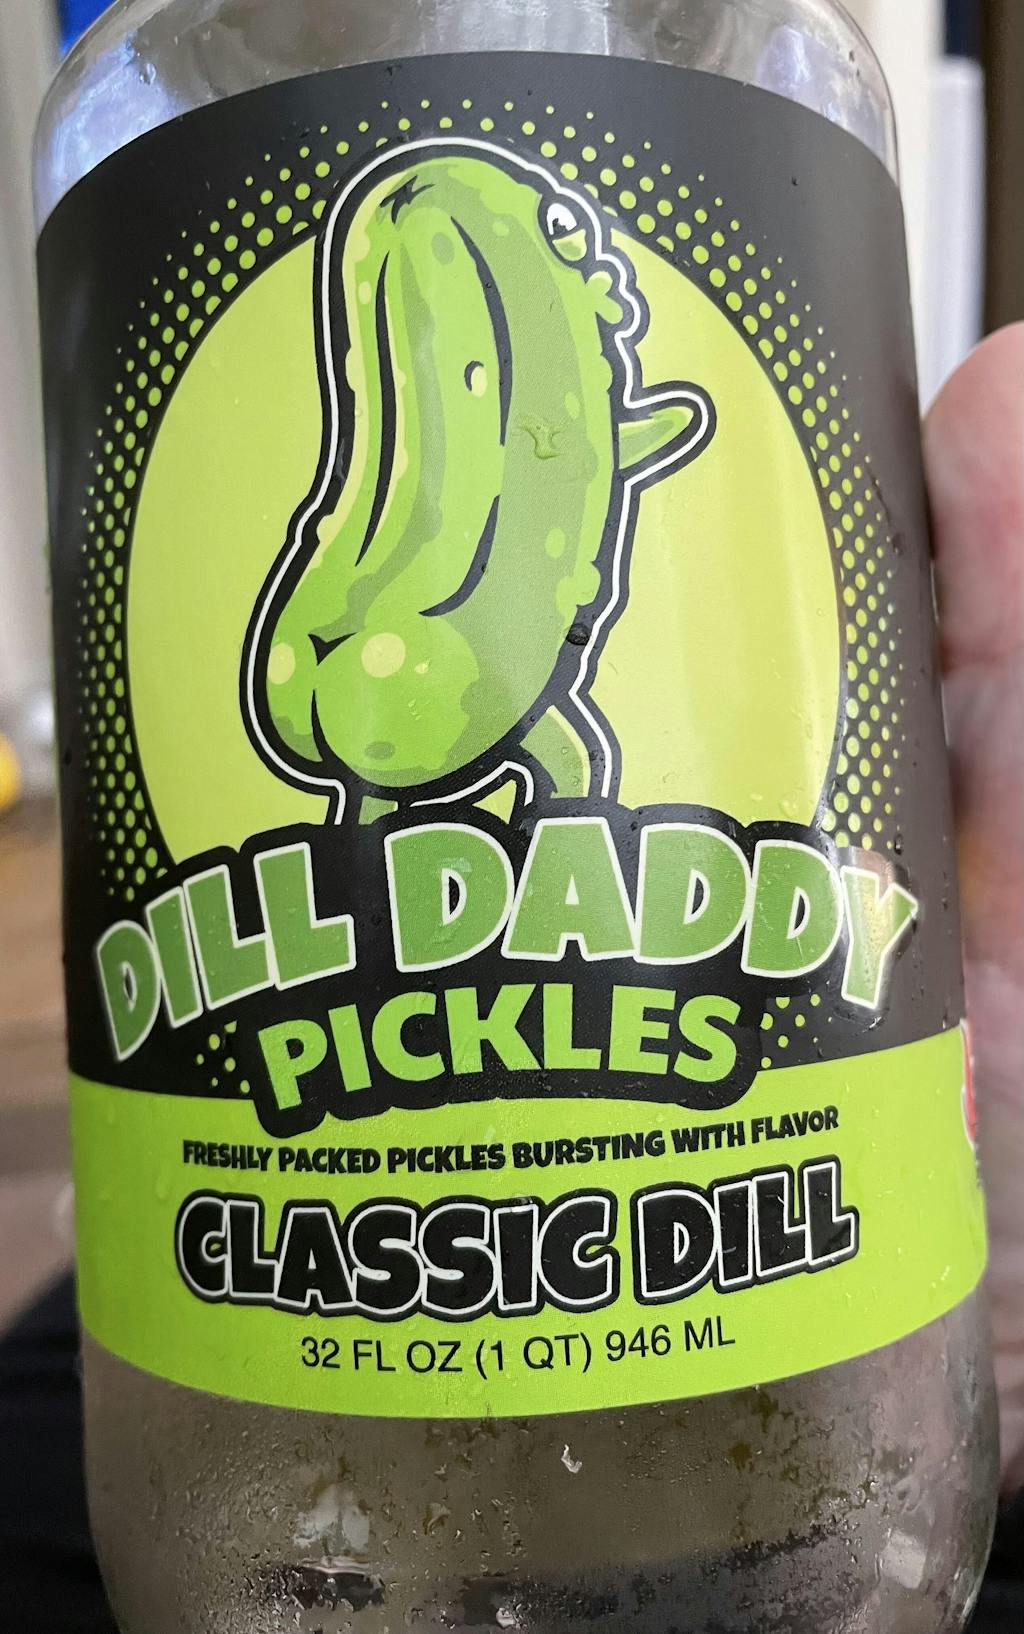 DILL DADDY
PICKLES
FRESHLY PACKED PICKLES BURSTING WITH FLAVOR
CLASSIC DILL
32 FL OZ (1 QT) 946 ML